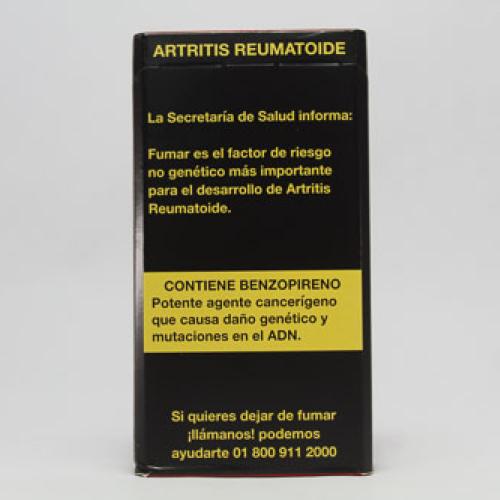 ARTRITIS REUMATOIDE
La Secretaría de Salud informa:
Fumar es el factor de riesgo
no genético más importante
para el desarrollo de Artritis
Reumatoide.
CONTIENE BENZOPIRENO
Potente agente cancerígeno
que causa daño genético y
mutaciones en el ADN.
Si quieres dejar de fumar
¡llámanos! podemos
ayudarte 01 800 911 2000